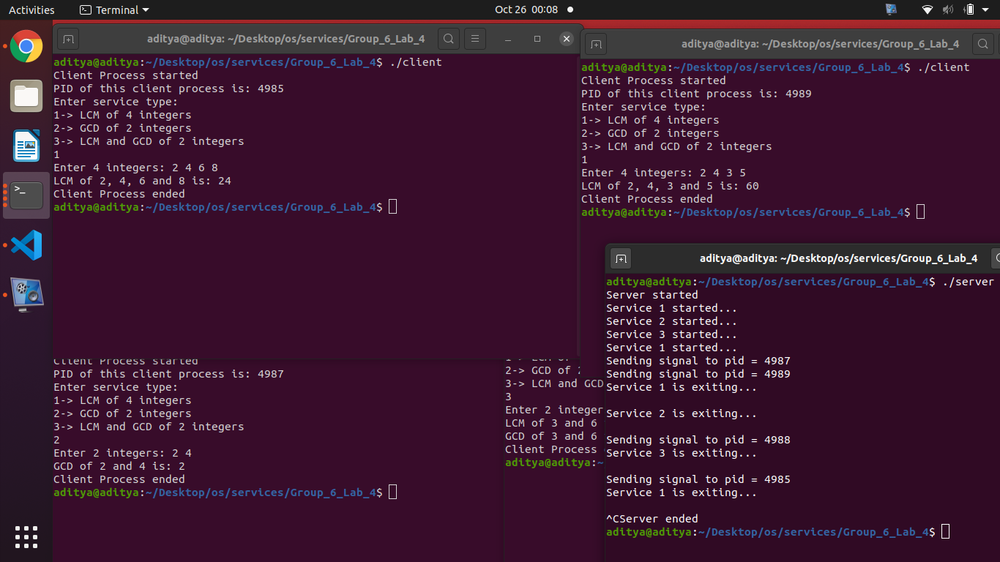 Activities
Terminal
Oct 26 00:08
aditya@aditya: ~/Desktop/os/services/Group_6_Lab_4
aditya@aditya:~/Desktop/os/services/Group_6_Lab_4$ ./client
Client Process started
PID of this client process is: 4985
Enter service type:
1-> LCM of 4 integers
2-> GCD of 2 integers
3-> LCM and GCD of 2 integers
1
Enter 4 integers: 2 4 6 8
LCM of 2, 4, 6 and 8 is: 24
Client Process ended
aditya@aditya:~/Desktop/os/services/Group_6_Lab_4$
aditya@aditya: ~/Desktop/os/services/Group_6_Lab_4
aditya@aditya:~/Desktop/os/services/Group_6_Lab_4$ ./client
Client Process started
PID of this client process is: 4989
Enter service type:
1-> LCM of 4 integers
2-> GCD of 2 integers
3-> LCM and GCD of 2 integers
1
Enter 4 integers: 2 4 3 5
LCM of 2, 4, 3 and 5 is: 60
Client Process ended
aditya@aditya:~/Desktop/os/services/Group_6_Lab_4$
Client Process started
PID of this client process is: 4987
Enter service type:
1-> LCM of 4 integers
2-> GCD of 2 integers
3-> LCM and GCD of 2 integers
2
Enter 2 integers: 2 4
GCD of 2 and 4 is: 2
Client Process ended
aditya@aditya:~/Desktop/os/services/Group_6_Lab_4$
1-> LCM of
2-> GCD of
3-> LCM and GCD
3
Enter 2 integer
LCM of 3 and 6
GCD of 3 and 6
Client Process
aditya@aditya:~
aditya@aditya: ~/Desktop/os/services/Group_6_Lab_4
aditya@aditya:~/Desktop/os/services/Group_6_Lab_4$ ./server
Server started
Service 1 started...
Service 2 started...
Service 3 started...
Service 1 started...
Sending signal to pid = 4987
Sending signal to pid = 4989
Service 1 is exiting...
Service 2 is exiting...
Sending signal to pid = 4988
Service 3 is exiting...
Sending signal to pid = 4985
Service 1 is exiting...
^CServer ended
aditya@aditya:~/Desktop/os/services/Group_6_Lab_4$